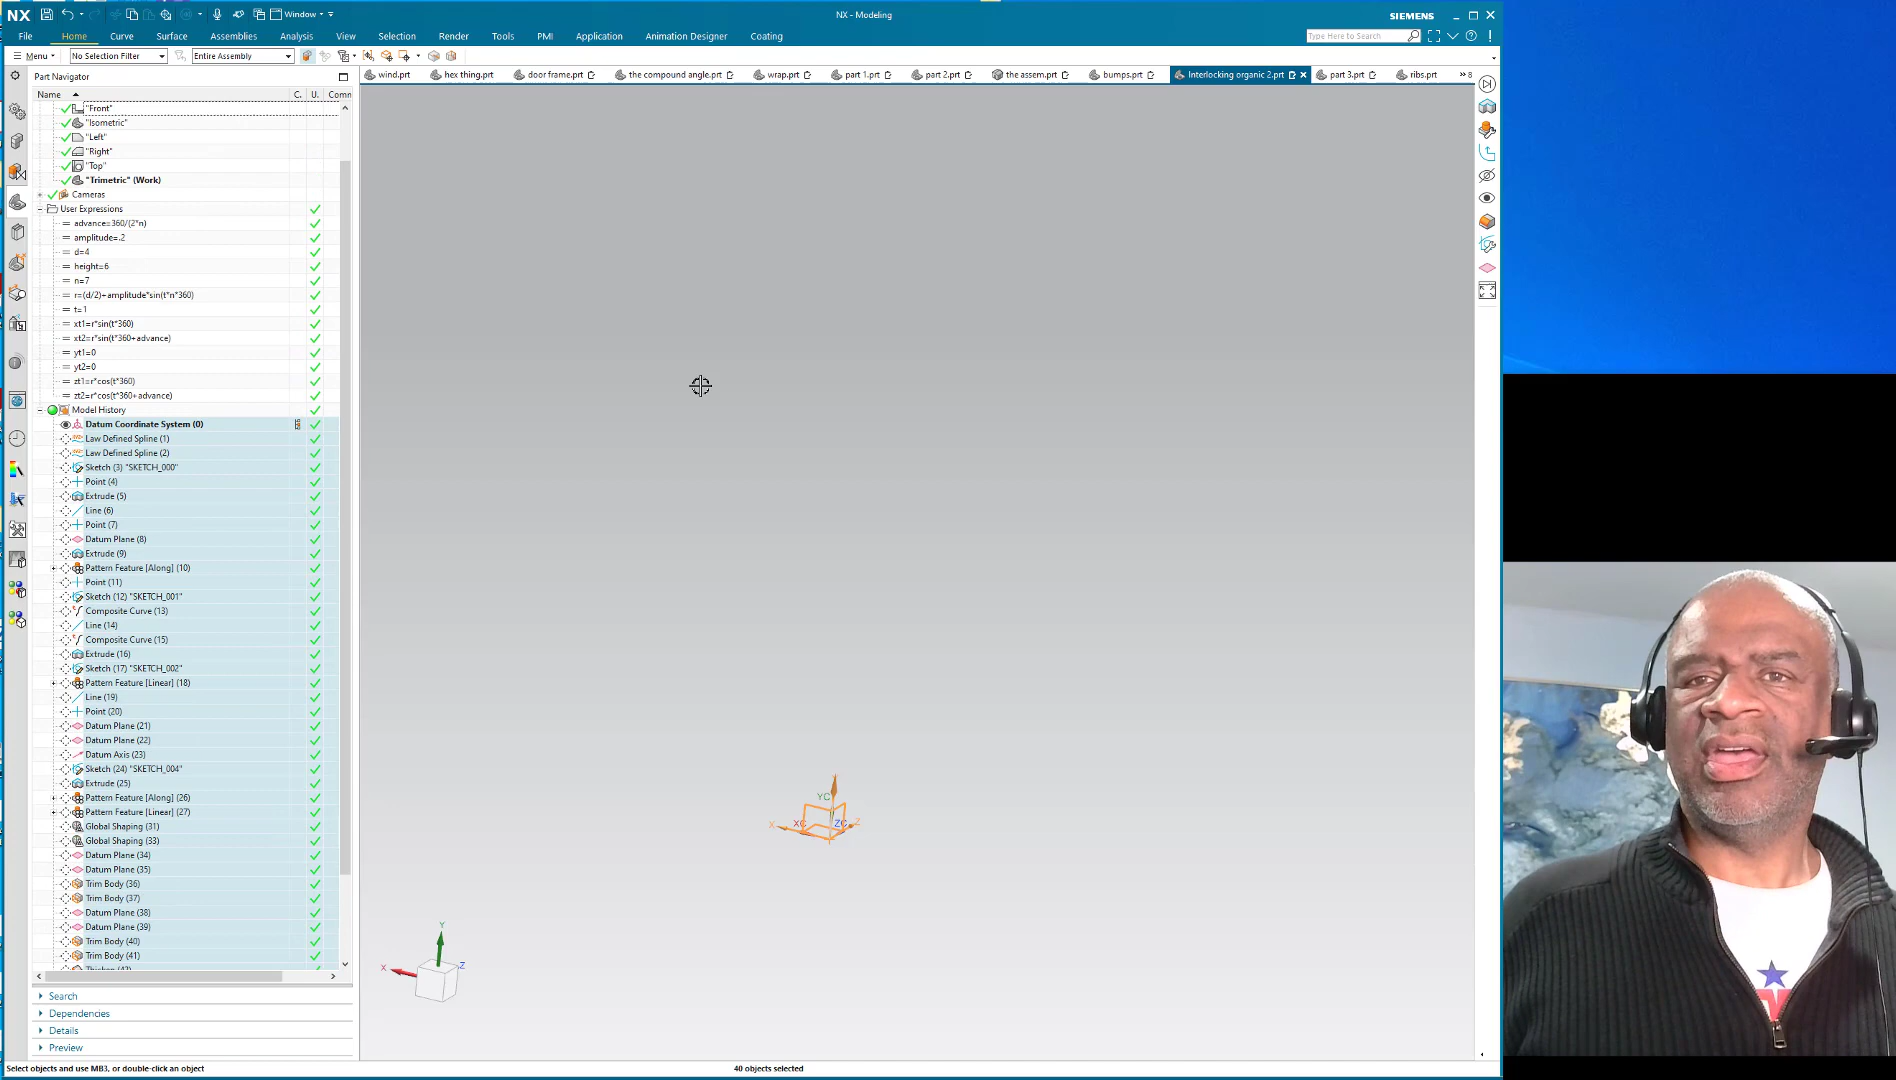 NX
Window
NX - Modeling
SIEMENS
File Home Curve Surface Assemblies Analysis View Selection Render Tools PMI Application Animation Designer Coating
Type Here to Search
Menu No Selection Filter Entire Assembly
Part Navigator
wind.prt hex thing.prt door frame.prt the compound angle.prt wrap.prt part 1.prt part 2.prt the assem.prt bumps.prt Interlocking organic 2.prt part 3.prt ribs.prt 8
Name C. U. Comn
"Front"
"Isometric"
"Left"
"Right"
"Top"
"Trimetric" (Work)
Cameras
User Expressions
advance=360/(2*n)
amplitude=.2
d=4
height=6
n=7
r=(d/2)+amplitude*sin(t*n*360)
t=1
xt1=r*sin(t*360)
xt2=r*sin(t*360+advance)
yt1=0
yt2=0
zt1=r*cos(t*360)
zt2=r*cos(t*360+advance)
Model History
Datum Coordinate System (0)
Law Defined Spline (1)
Law Defined Spline (2)
Sketch (3) "SKETCH_000"
Point (4)
Extrude (5)
Line (6)
Point (7)
Datum Plane (8)
Extrude (9)
Pattern Feature [Along] (10)
Point (11)
Sketch (12) "SKETCH_001"
Composite Curve (13)
Line (14)
Composite Curve (15)
Extrude (16)
Sketch (17) "SKETCH_002"
Pattern Feature [Linear] (18)
Line (19)
Point (20)
Datum Plane (21)
Datum Plane (22)
Datum Axis (23)
Sketch (24) "SKETCH_004"
Extrude (25)
Pattern Feature [Along] (26)
Pattern Feature [Linear] (27)
Global Shaping (31)
Global Shaping (33)
Datum Plane (34)
Datum Plane (35)
Trim Body (36)
Trim Body (37)
Datum Plane (38)
Datum Plane (39)
Trim Body (40)
Trim Body (41)
YC
X XC ZC Z
Y
X Z
Search
Dependencies
Details
Preview
Select objects and use MB3, or double-click an object
40 objects selected